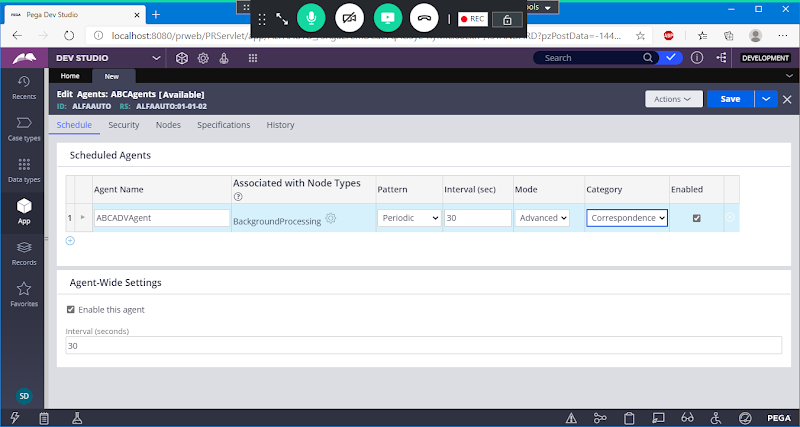 PEGA Pega Dev Studio
REC
ools
localhost:8080/prweb/PRServlet/app
RD?pzPostData=-144...
DEV STUDIO
Search
DEVELOPMENT
Home
New
Recents
Edit Agents: ABCAgents [Available]
ID: ALFAAUTO RS: ALFAAUTO:01-01-02
Actions
Save
Case types
Schedule Security Nodes Specifications History
Data types
Scheduled Agents
App
Agent Name Associated with Node Types Pattern Interval (sec) Mode Category Enabled
1 ABCADVAgent BackgroundProcessing Periodic 30 Advanced Correspondence
Records
Agent-Wide Settings
Favorites
Enable this agent
Interval (seconds)
30
SD
PEGA